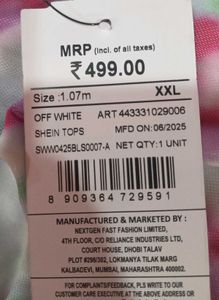 MRP (incl. of all taxes)
₹499.00
Size : 1.07m XXL
OFF WHITE ART 443331029006
SHEIN TOPS MFD ON: 06/2025
SWW0425BLS0007-A NET QTY: 1 UNIT
8 909364 729591
MANUFACTURED & MARKETED BY :
NEXTGEN FAST FASHION LIMITED,
4TH FLOOR, C/O RELIANCE INDUSTRIES LTD,
COURT HOUSE, DHOBI TALAV
PLOT #296/382, LOKMANYA TILAK MARG
KALBADEVI, MUMBAI, MAHARASHTRA 400002.
FOR COMPLAINTS/FEEDBACK, PLS WRITE TO OUR
CUSTOMER CARE EXECUTIVE AT THE ABOVE ADDRESS OR